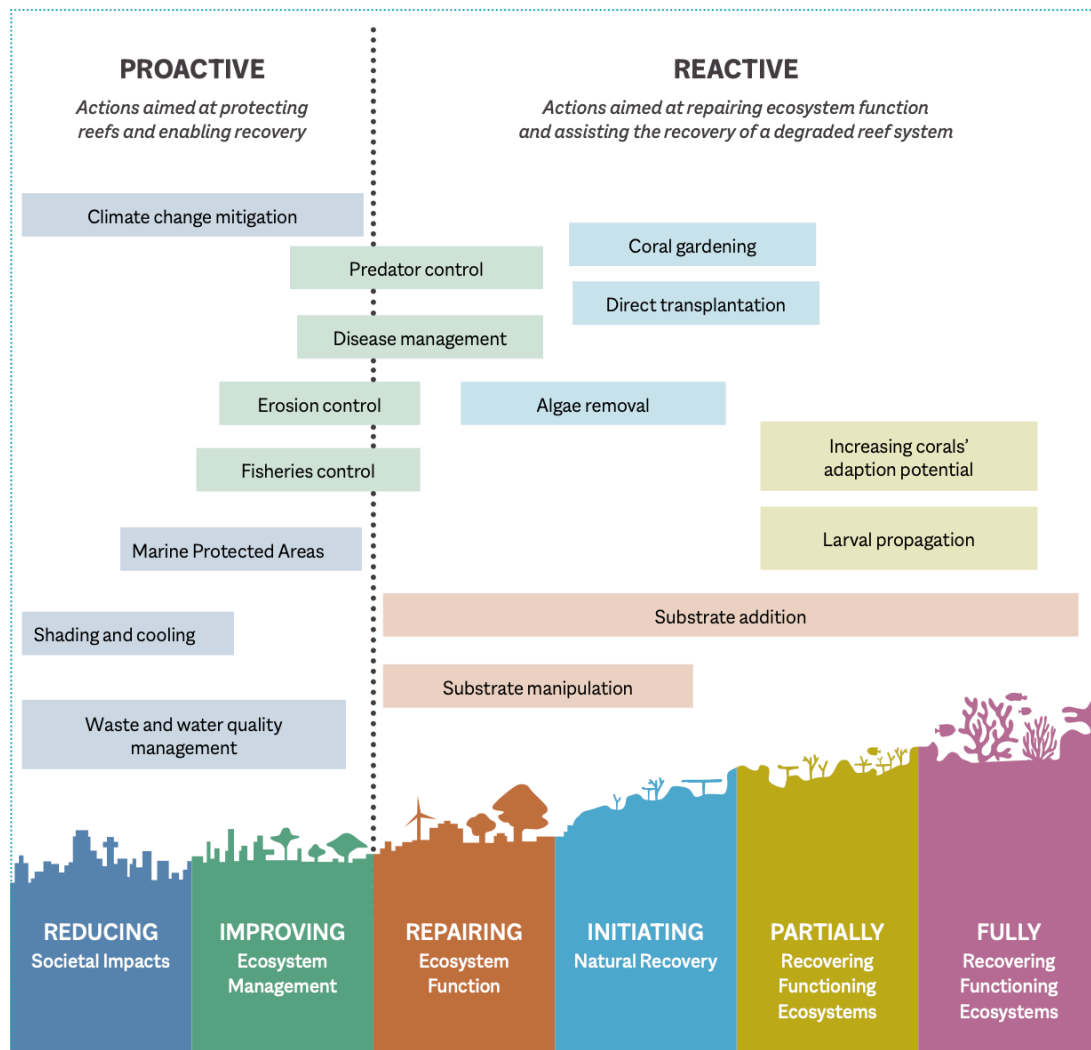 PROACTIVE
Actions aimed at protecting
reefs and enabling recovery
REACTIVE
Actions aimed at repairing ecosystem function
and assisting the recovery of a degraded reef system
Climate change mitigation
Coral gardening
Predator control
Direct transplantation
Disease management
Erosion control
Algae removal
Increasing corals’
adaption potential
Fisheries control
Larval propagation
Marine Protected Areas
Substrate addition
Shading and cooling
Substrate manipulation
Waste and water quality
management
REDUCING
Societal Impacts
IMPROVING
Ecosystem
Management
REPAIRING
Ecosystem
Function
INITIATING
Natural Recovery
PARTIALLY
Recovering
Functioning
Ecosystems
FULLY
Recovering
Functioning
Ecosystems